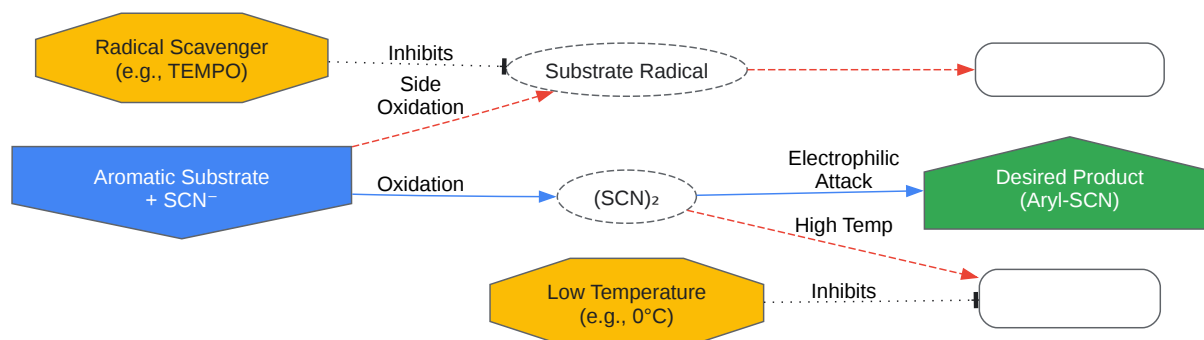 Radical Scavenger
(e.g., TEMPO)
Inhibits
Substrate Radical
Side
Oxidation
Aromatic Substrate
+ SCN⁻
Oxidation
(SCN)₂
Electrophilic
Attack
Desired Product
(Aryl-SCN)
High Temp
Low Temperature
(e.g., 0°C)
Inhibits